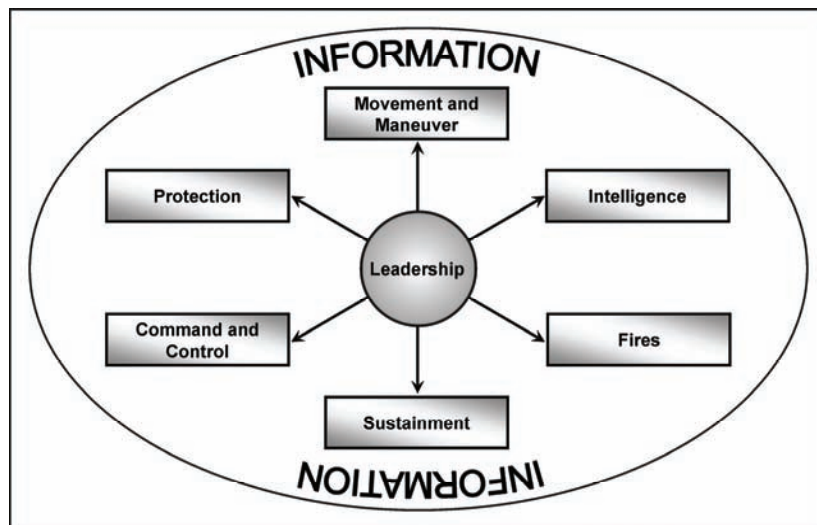 INFORMATION
Movement and
Maneuver
Protection
Intelligence
Leadership
Command and
Control
Fires
Sustainment
INFORMATION